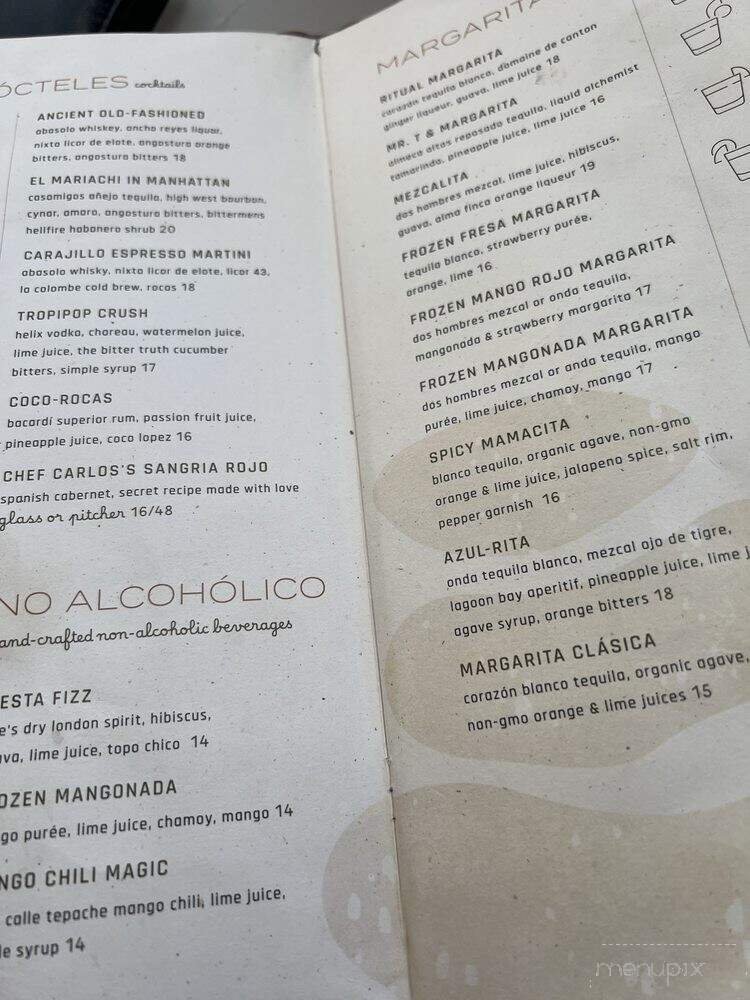 ÓCTELES cocktails
ANCIENT OLD-FASHIONED
abasolo whiskey, ancho reyes liquor,
nixta licor de elote, angostura orange
bitters, angostura bitters 18
EL MARIACHI IN MANHATTAN
casamigos añejo tequila, high west bourbon,
cynar, amaro, angostura bitters, bittermens
hellfire habanero shrub 20
CARAJILLO ESPRESSO MARTINI
abasolo whisky, nixta licor de elote, licor 43,
la colombe cold brew, rocas 18
TROPIPOP CRUSH
helix vodka, chareau, watermelon juice,
lime juice, the bitter truth cucumber
bitters, simple syrup 17
COCO-ROCAS
bacardí superior rum, passion fruit juice,
pineapple juice, coco lopez 16
CHEF CARLOS'S SANGRIA ROJO
spanish cabernet, secret recipe made with love
glass or pitcher 16/48
NO ALCOHÓLICO
and-crafted non-alcoholic beverages
ESTA FIZZ
e's dry london spirit, hibiscus,
ava, lime juice, topo chico 14
OZEN MANGONADA
go purée, lime juice, chamoy, mango 14
NGO CHILI MAGIC
calle tepache mango chili, lime juice,
le syrup 14
MARGARITA
RITUAL MARGARITA
corazón tequila blanco, domaine de canton
ginger liqueur, guava, lime juice 18
MR. T & MARGARITA
olmeca altos reposado tequila, liquid alchemist
tamarindo, pineapple juice, lime juice 16
MEZCALITA
dos hombres mezcal, lime juice, hibiscus,
guava, alma finca orange liqueur 19
FROZEN FRESA MARGARITA
tequila blanco, strawberry purée,
orange, lime 16
FROZEN MANGO ROJO MARGARITA
dos hombres mezcal or onda tequila,
mangonada & strawberry margarita 17
FROZEN MANGONADA MARGARITA
dos hombres mezcal or onda tequila, mango
purée, lime juice, chamoy, mango 17
SPICY MAMACITA
blanco tequila, organic agave, non-gmo
orange & lime juice, jalapeno spice, salt rim,
pepper garnish 16
AZUL-RITA
onda tequila blanco, mezcal ojo de tigre,
lagoon bay aperitif, pineapple juice, lime j
agave syrup, orange bitters 18
MARGARITA CLÁSICA
corazón blanco tequila, organic agave,
non-gmo orange & lime juices 15
menupix